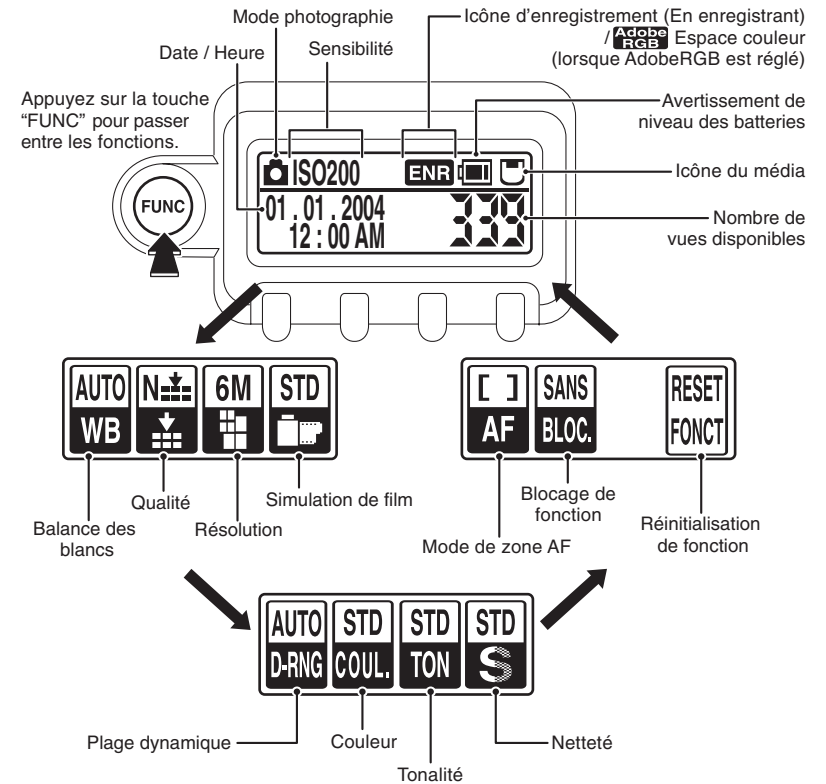 Mode photographie
Icône d'enregistrement (En enregistrant)
/ Adobe RGB Espace couleur
(lorsque AdobeRGB est réglé)
Date / Heure
Sensibilité
Appuyez sur la touche
“FUNC” pour passer
entre les fonctions.
Avertissement de
niveau des batteries
Icône du média
Nombre de
vues disponibles
FUNC
ISO200 ENR
01 . 01 . 2004 339
12 : 00 AM
AUTO N 6M STD
WB
Qualité
Simulation de film
Balance des
blancs
Résolution
[ ] SANS RESET
AF BLOC. FONCT
Blocage de
fonction
Mode de zone AF
Réinitialisation
de fonction
AUTO STD STD STD
D-RNG COUL. TON S
Plage dynamique
Couleur
Netteté
Tonalité